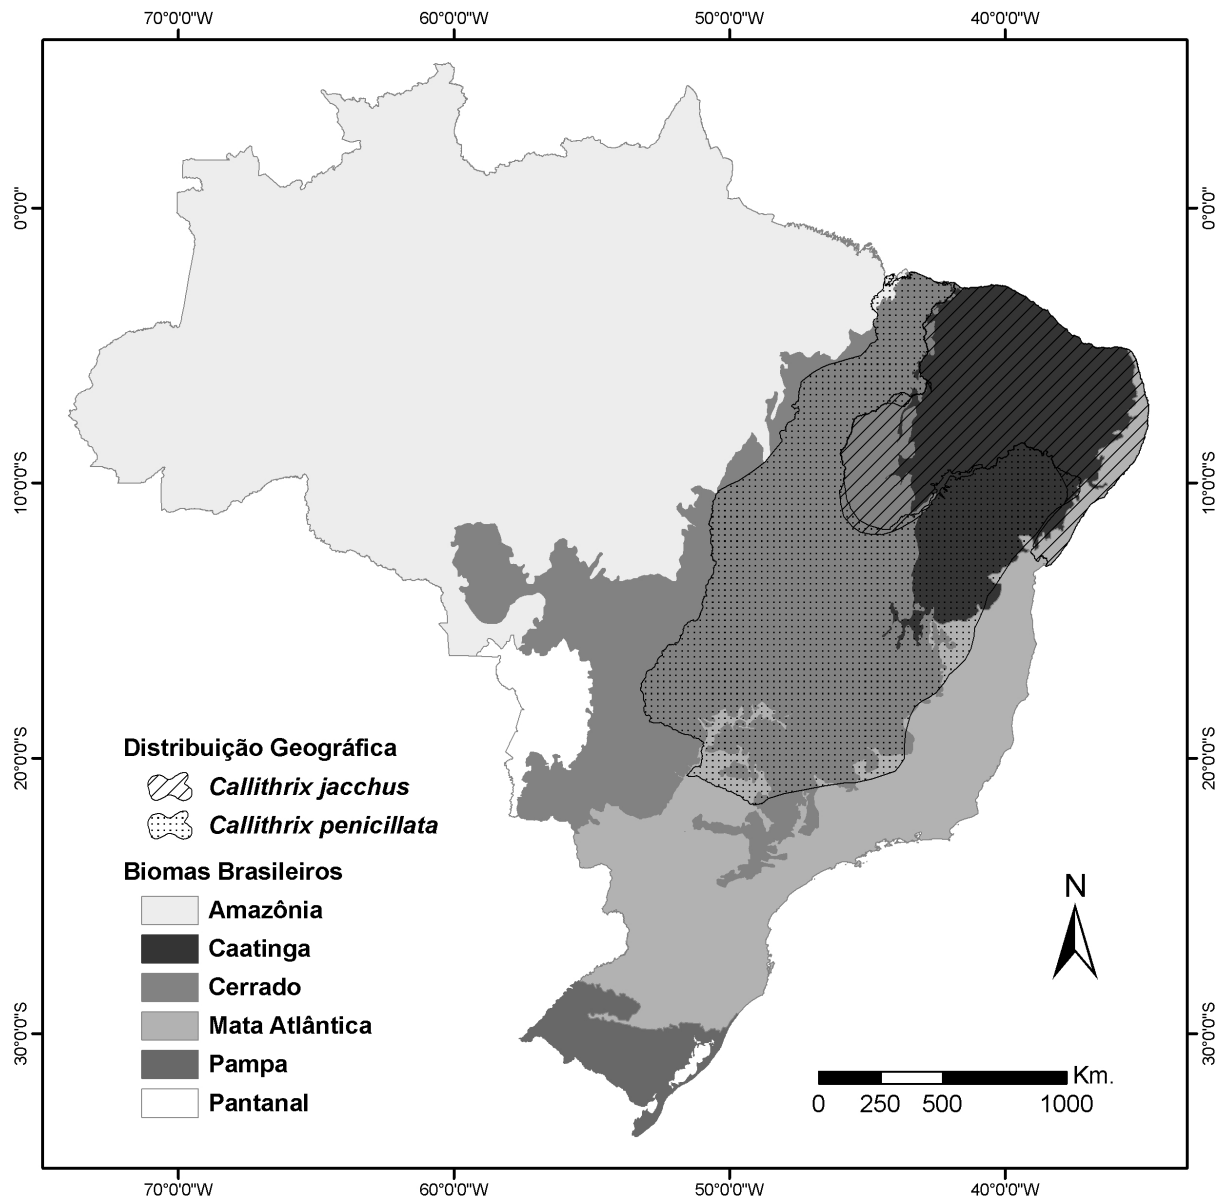 70°0'0"W 60°0'0"W 50°0'0"W 40°0'0"W
0°0'0" 0°0'0"
10°0'0"S 10°0'0"S
20°0'0"S 20°0'0"S
30°0'0"S 30°0'0"S
Distribuição Geográfica
Callithrix jacchus
Callithrix penicillata
Biomas Brasileiros
Amazônia
Caatinga
Cerrado
Mata Atlântica
Pampa
Pantanal
N
Km.
0 250 500 1000
70°0'0"W 60°0'0"W 50°0'0"W 40°0'0"W